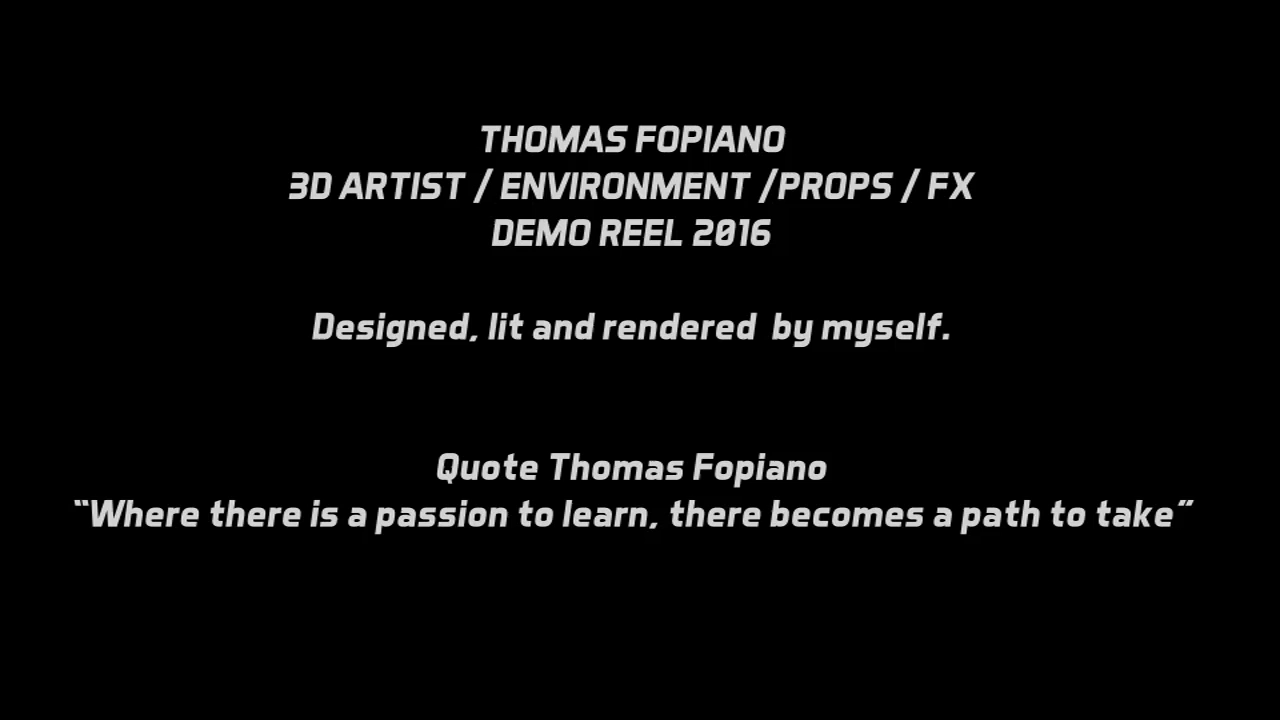 THOMAS FOPIANO
3D ARTIST / ENVIRONMENT /PROPS / FX
DEMO REEL 2016
Designed, lit and rendered  by myself.
Quote Thomas Fopiano
“Where there is a passion to learn, there becomes a path to take”